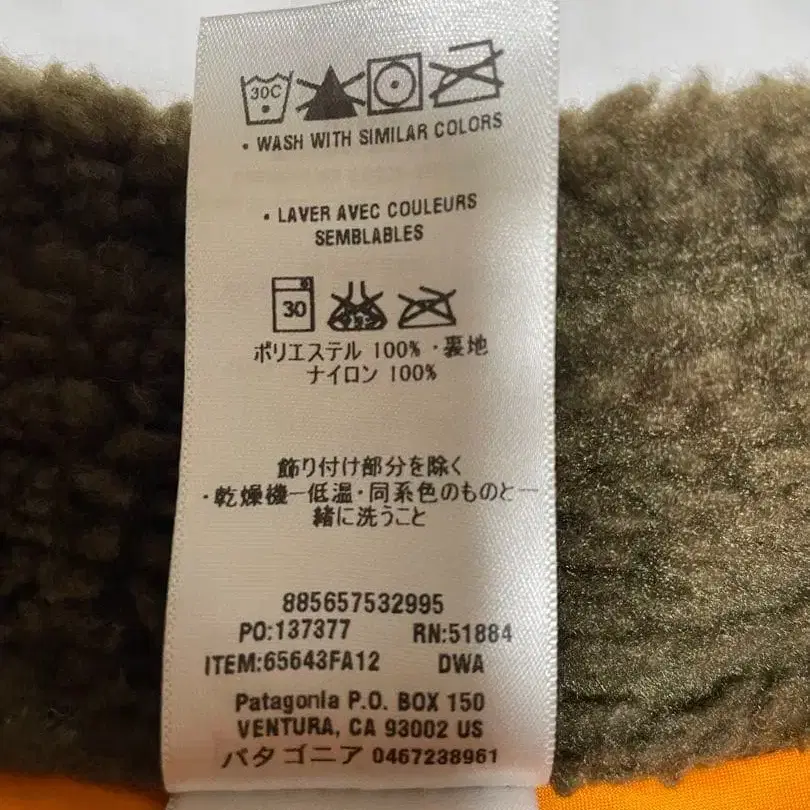 30C
• WASH WITH SIMILAR COLORS
• LAVER AVEC COULEURS
SEMBLABLES
30
ポリエステル 100% ・裏地
ナイロン 100%
飾り付け部分を除く
・乾燥機ー低温・同系色のものと一
緒に洗うこと
885657532995
PO:137377 RN:51884
ITEM:65643FA12 DWA
Patagonia P.O. BOX 150
VENTURA, CA 93002 US
パタゴニア 0467238961